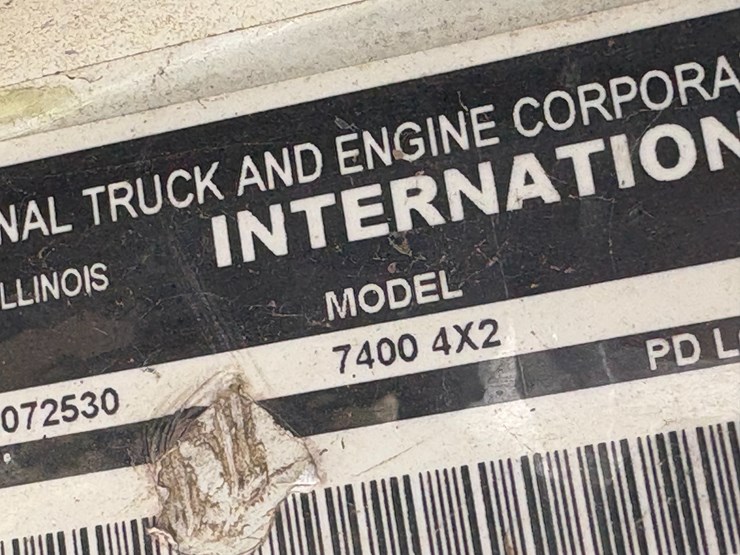 NAL TRUCK AND ENGINE CORPORA
INTERNATION
LLINOIS
MODEL
072530 7400 4X2
PD L